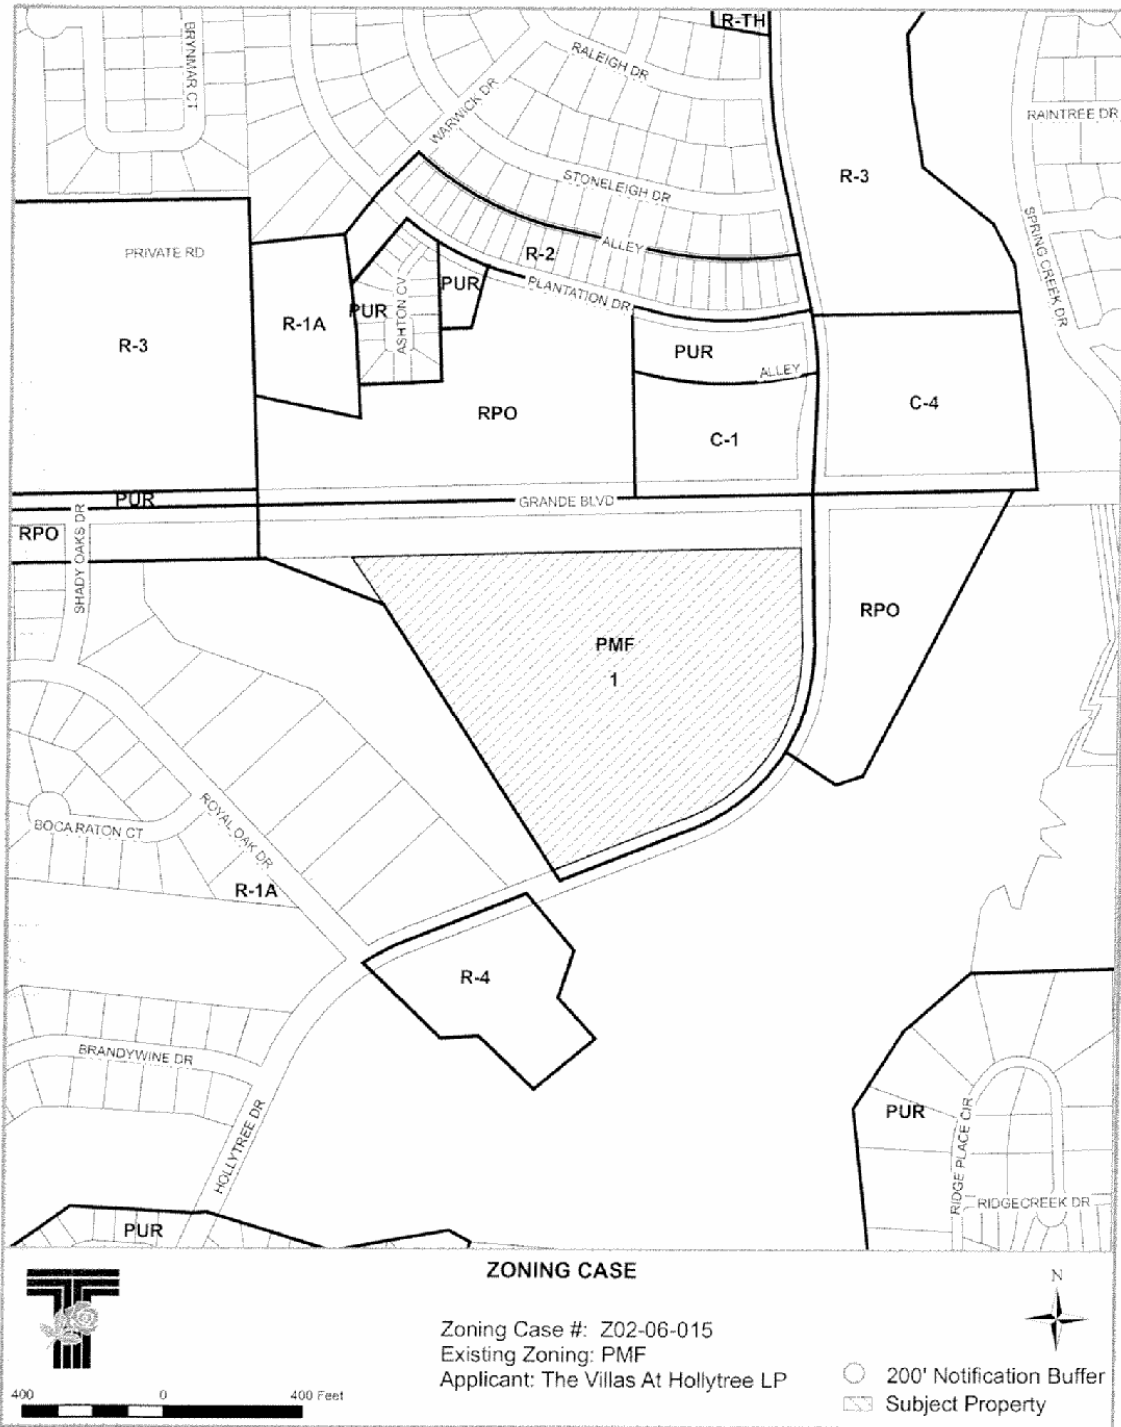 R-TH
BRYNMAR CT
RALEIGH DR
WARWICK DR
RAINTREE DR
STONELEIGH DR
R-3
SPRING CREEK DR
ALLEY
PRIVATE RD
R-2
PUR
PLANTATION DR
PUR
ASHTON CV
R-1A
R-3
PUR
ALLEY
C-4
RPO
C-1
PUR
GRANDE BLVD
RPO
SHADY OAKS DR
RPO
PMF
1
ROYAL OAK DR
BOCA RATON CT
R-1A
R-4
BRANDYWINE DR
HOLLYTREE DR
PUR
RIDGE PLACE CIR
RIDGECREEK DR
PUR
ZONING CASE
N
Zoning Case #: Z02-06-015
Existing Zoning: PMF
Applicant: The Villas At Hollytree LP
200' Notification Buffer
Subject Property
400 0 400 Feet